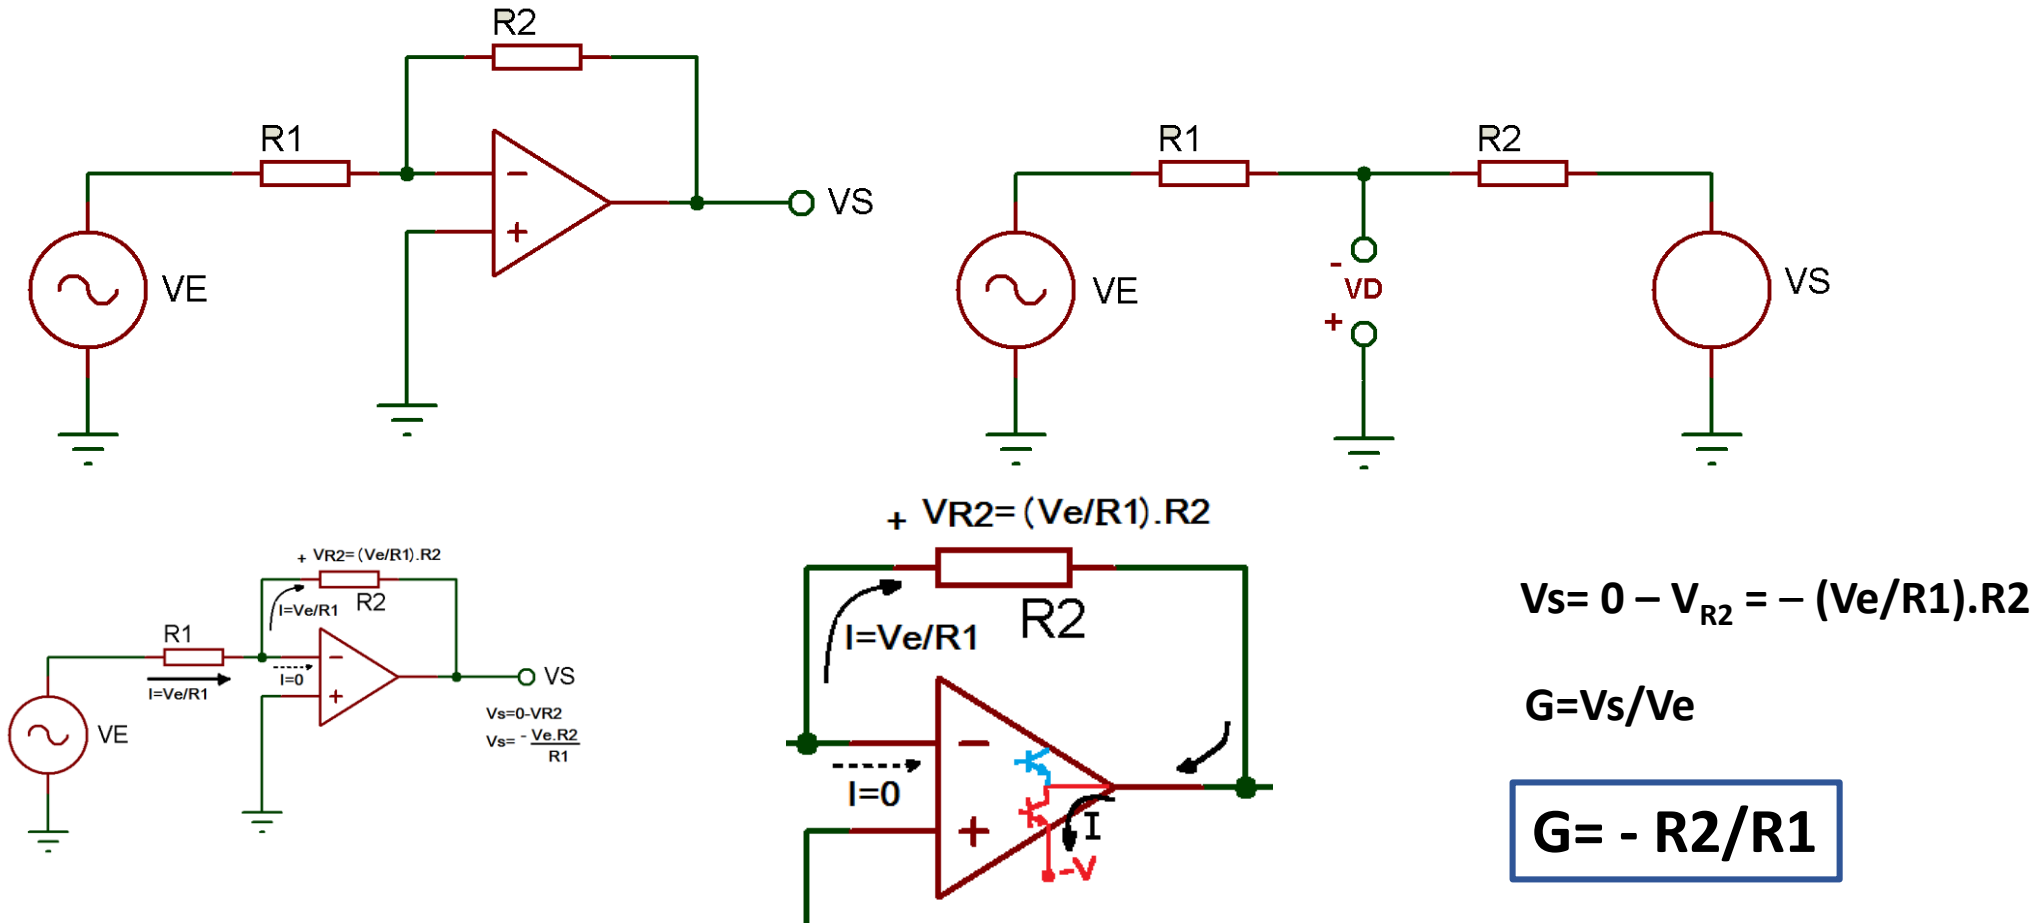 R2
R1
−
+
VS
VE
R1
R2
-
VD
+
VE
VS
+ VR2=(Ve/R1).R2
I=Ve/R1
R2
R1
I=Ve/R1
−
I=0
+
VS
VE
Vs=0-VR2
Vs= - Ve.R2
R1
+ VR2=(Ve/R1).R2
R2
I=Ve/R1
−
I=0
+
I
-V
Vs= 0 – VR2 = – (Ve/R1).R2
G=Vs/Ve
G= - R2/R1